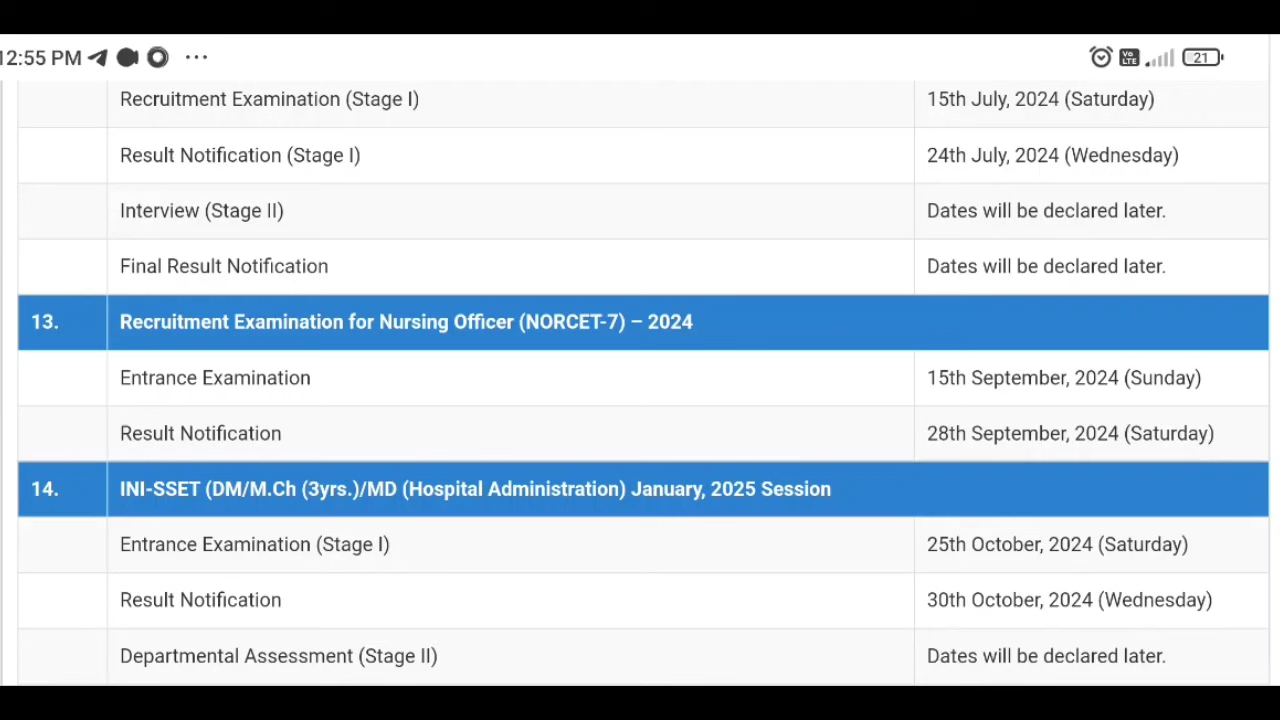 12:55 PM ...
Vo LTE 21
Recruitment Examination (Stage I) 15th July, 2024 (Saturday)
Result Notification (Stage I) 24th July, 2024 (Wednesday)
Interview (Stage II) Dates will be declared later.
Final Result Notification Dates will be declared later.
13. Recruitment Examination for Nursing Officer (NORCET-7) – 2024
Entrance Examination 15th September, 2024 (Sunday)
Result Notification 28th September, 2024 (Saturday)
14. INI-SSET (DM/M.Ch (3yrs.)/MD (Hospital Administration) January, 2025 Session
Entrance Examination (Stage I) 25th October, 2024 (Saturday)
Result Notification 30th October, 2024 (Wednesday)
Departmental Assessment (Stage II) Dates will be declared later.